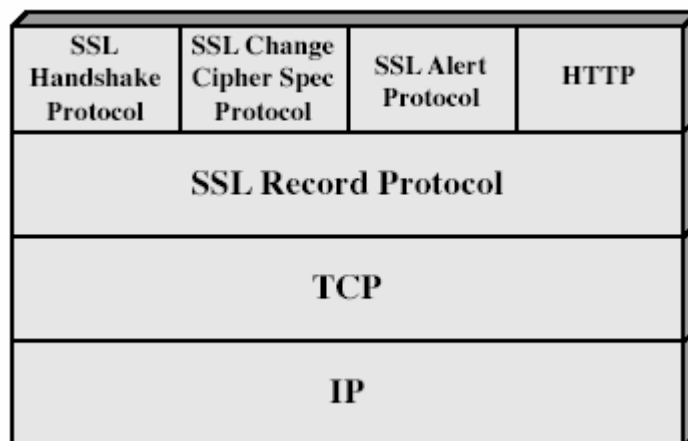 SSL
Handshake
Protocol
SSL Change
Cipher Spec
Protocol
SSL Alert
Protocol
HTTP
SSL Record Protocol
TCP
IP